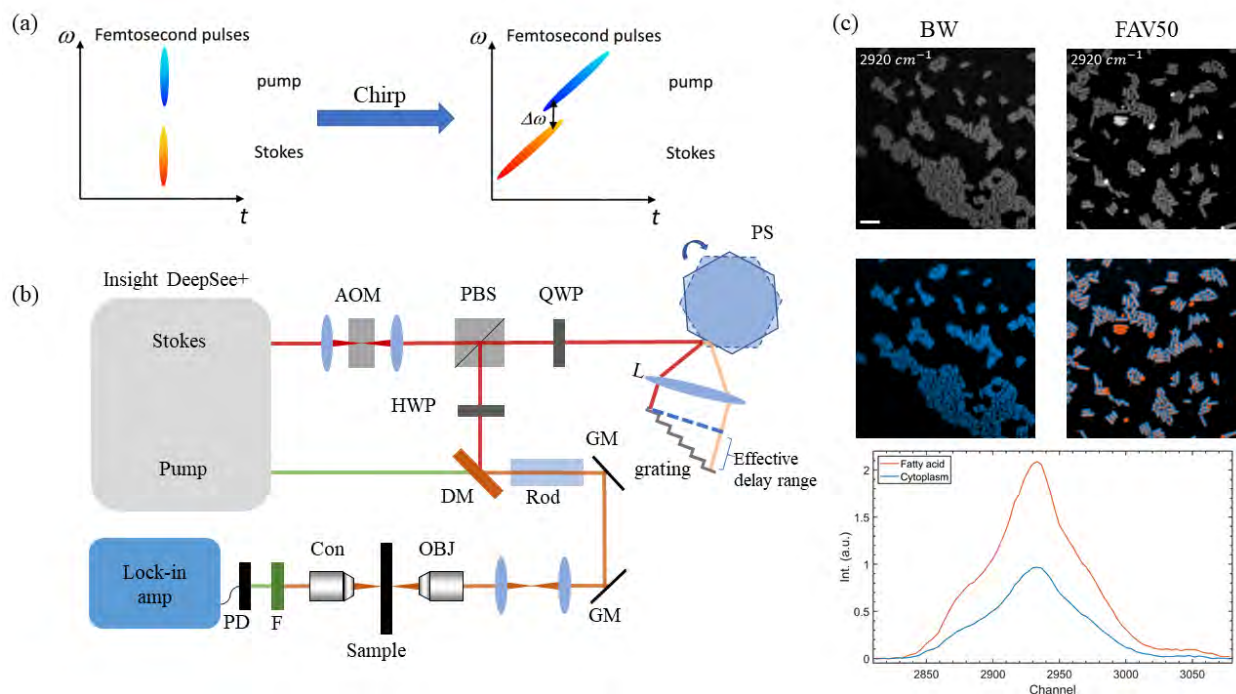 (a)
ω
Femtosecond pulses
pump
Stokes
t
Chirp
ω
Femtosecond pulses
pump
Δω
Stokes
t
(b)
Insight DeepSee+
Stokes
Pump
AOM
PBS
QWP
PS
HWP
L
grating
Effective
delay range
DM
Rod
GM
GM
Lock-in
amp
PD
F
Con
Sample
OBJ
(c)
BW
FAV50
2920 cm⁻¹
2920 cm⁻¹
Fatty acid
Cytoplasm
Int. (a.u.)
2
1.5
1
0.5
0
2850
2900
2950
3000
3050
Channel